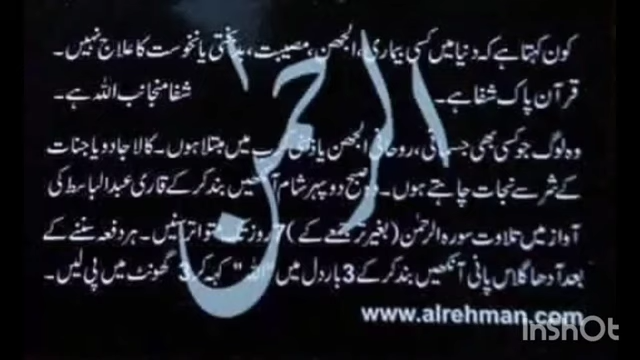 کون کہتا ہے کہ دنیا میں کسی بیماری، الجھن، مصیبت، بدبختی یا نحوست کا علاج نہیں۔
قرآن پاک شفا ہے۔ شفا منجانب اللہ ہے۔
وہ لوگ جو کسی بھی جسمانی، روحانی الجھن یا ذہنی کرب میں مبتلا ہوں۔ کالا جادو یا جنات
کے شر سے نجات چاہتے ہوں۔ وہ صبح دوپہر شام آنکھیں بند کر کے قاری عبدالباسط کی
آواز میں تلاوت سورہ الرحمٰن (بغیر ترجمے کے) 7 روز تک متواتر سنیں۔ ہر دفعہ سننے کے
بعد آدھا گلاس پانی آنکھیں بند کر کے 3 بار دل میں "اللہ" کہہ کر 3 گھونٹ میں پی لیں۔
الرحمٰن
www.alrehman.com
InShOt